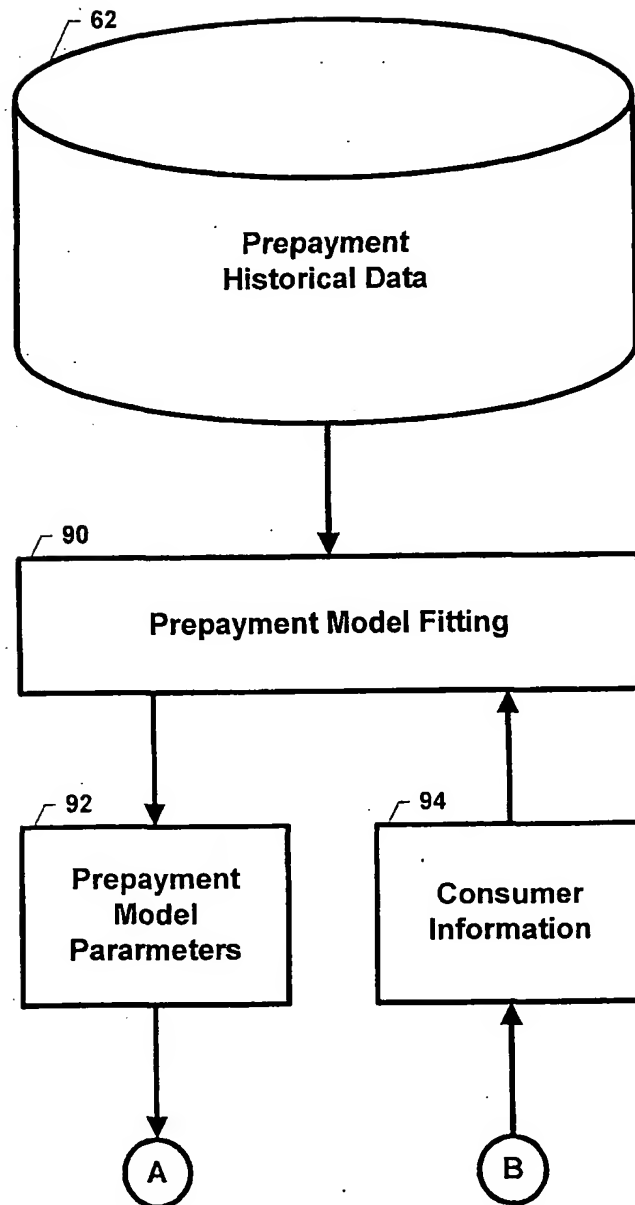 62
Prepayment
Historical Data
90
Prepayment Model Fitting
92
Prepayment
Model
Pararmeters
94
Consumer
Information
A
B